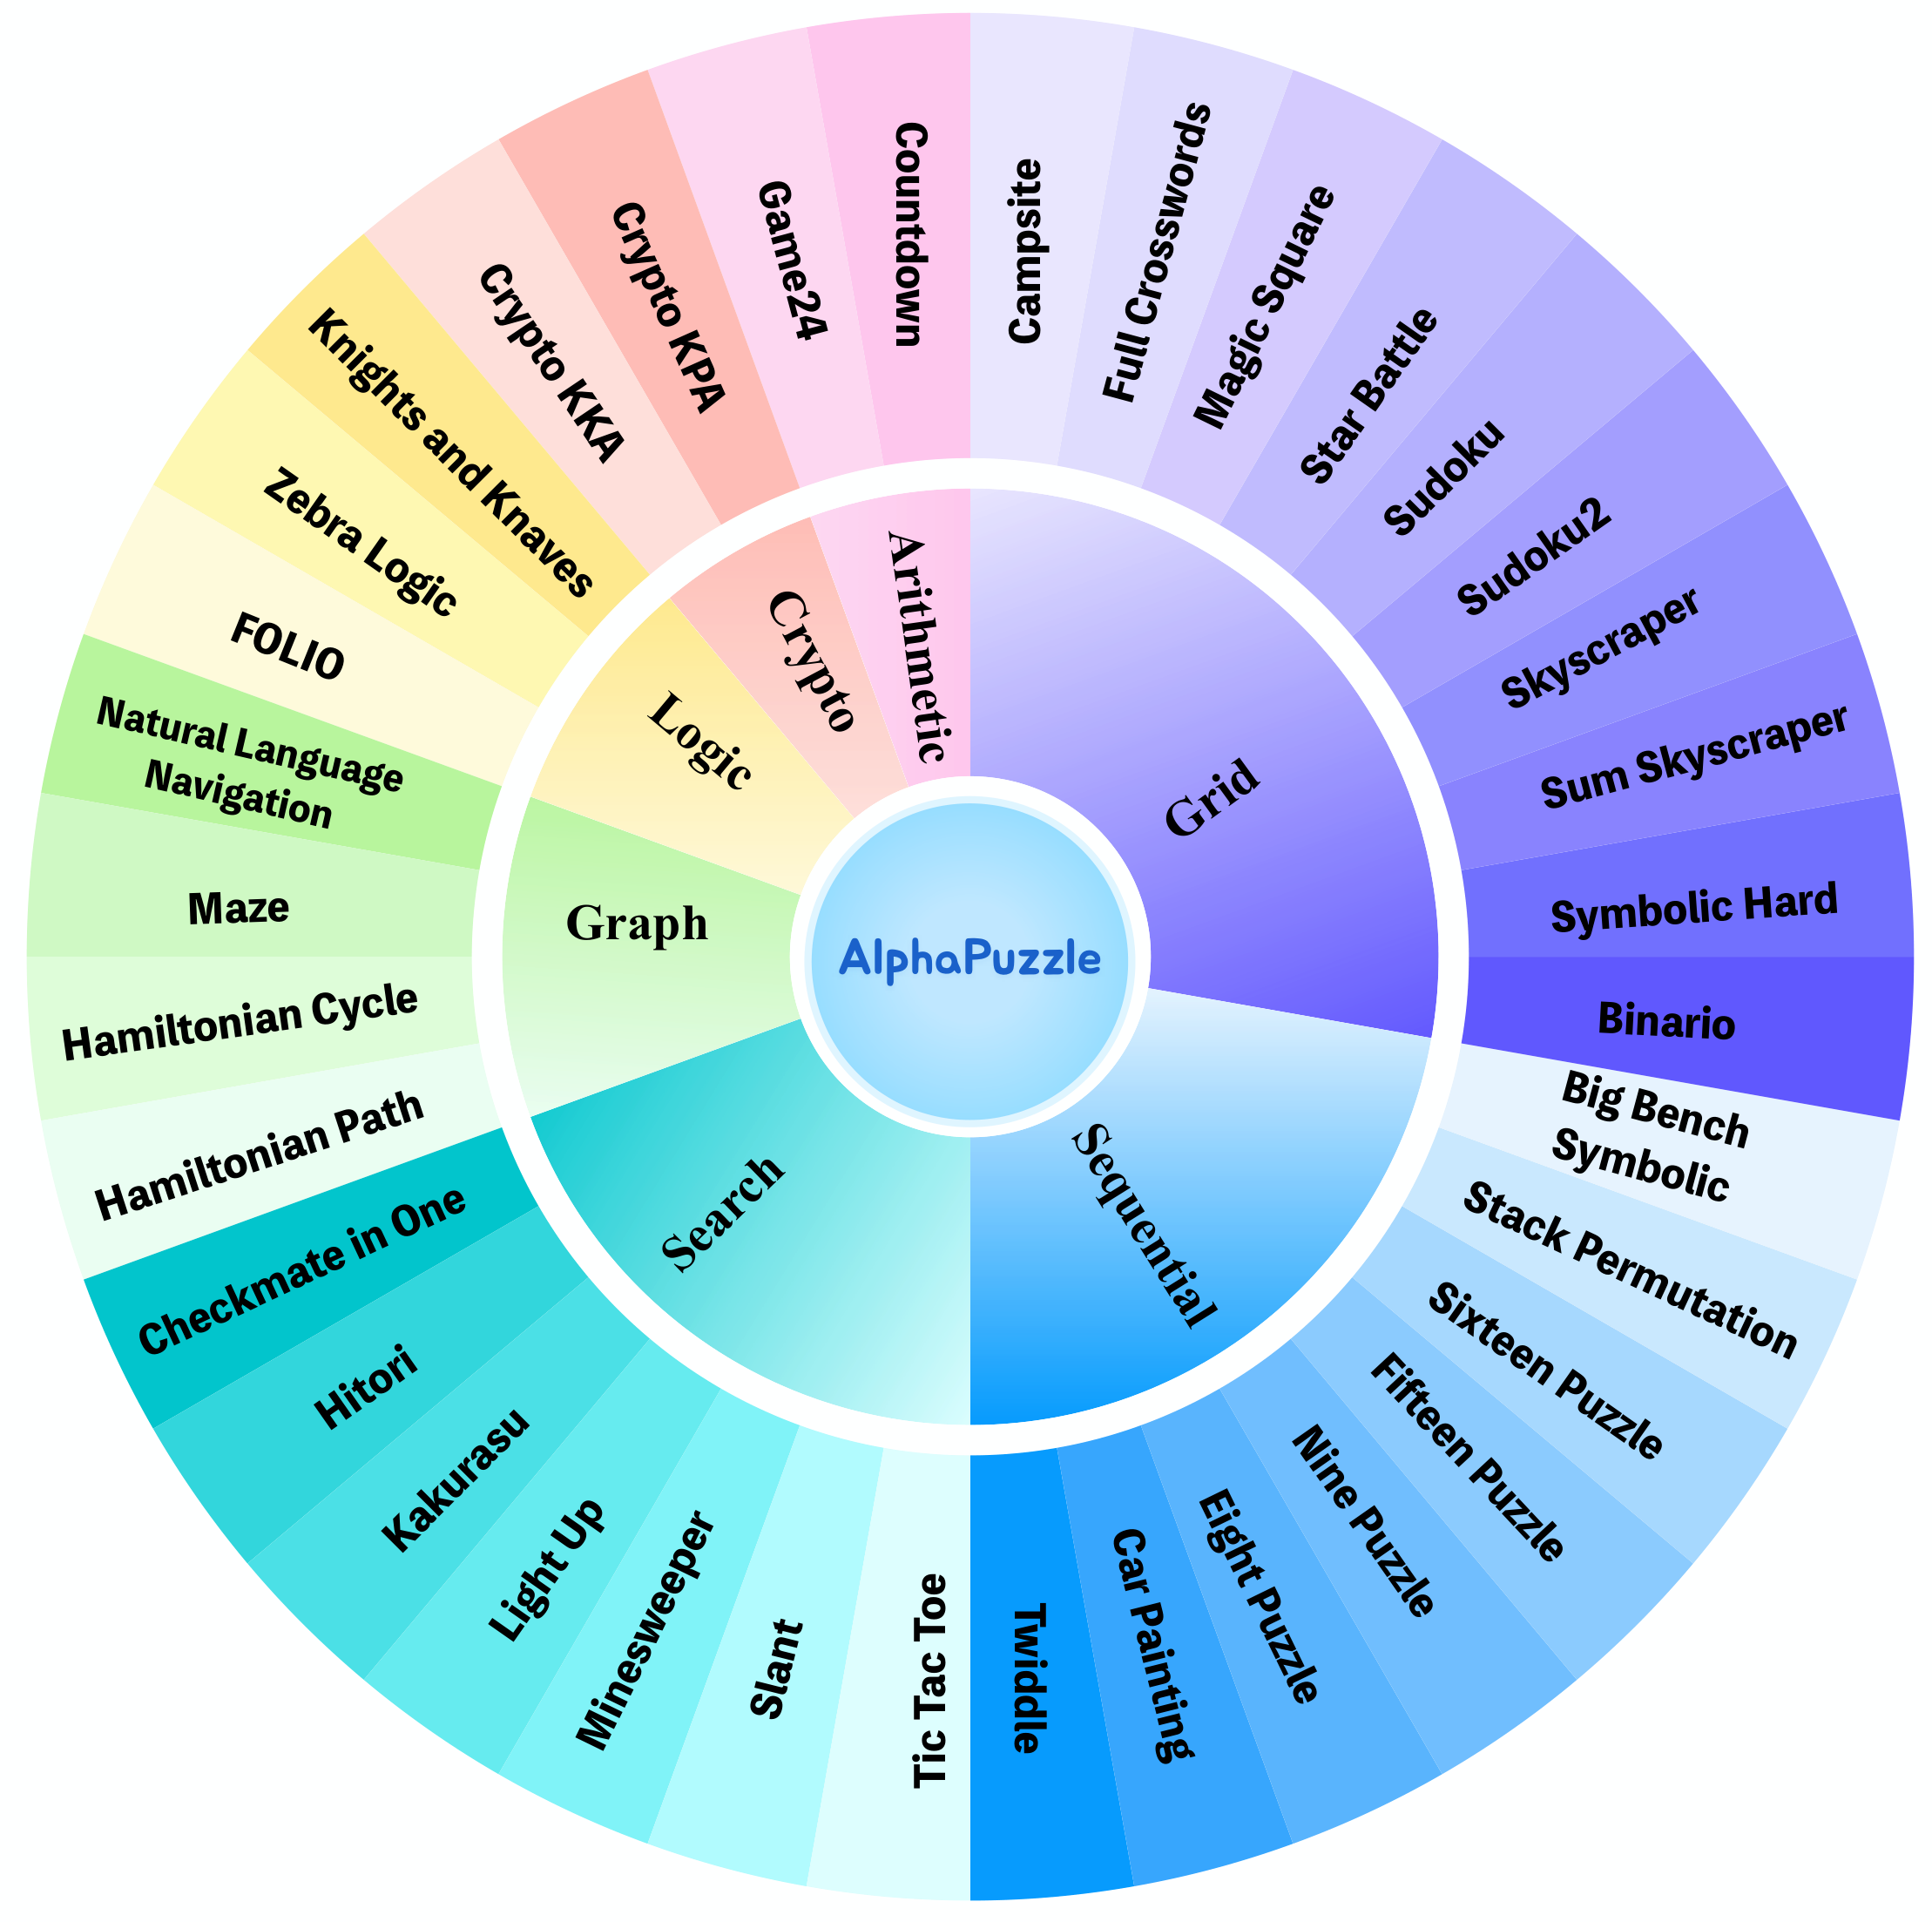 AlphaPuzzle
Grid
Sequential
Search
Graph
Logic
Crypto
Arithmetic
Campsite
Full Crosswords
Magic Square
Star Battle
Sudoku
Sudoku2
Skyscraper
Sum Skyscraper
Symbolic Hard
Binario
Big Bench
Symbolic
Stack Permutation
Sixteen Puzzle
Fifteen Puzzle
Nine Puzzle
Eight Puzzle
Car Painting
Twiddle
Tic Tac Toe
Slant
Minesweeper
Light Up
Kakurasu
Hitori
Checkmate in One
Hamiltonian Path
Hamiltonian Cycle
Maze
Natural Language
Navigation
FOLIO
Zebra Logic
Knights and Knaves
Crypto KKA
Crypto KPA
Game24
Countdown